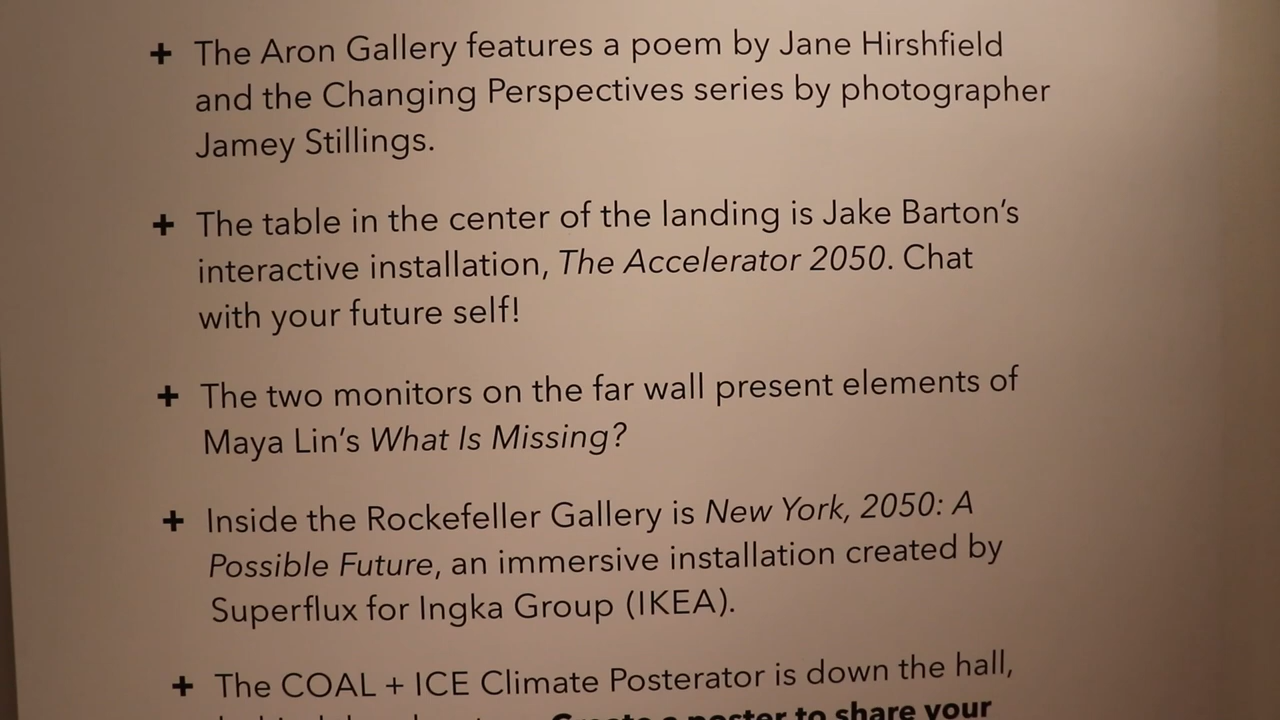 + The Aron Gallery features a poem by Jane Hirshfield
and the Changing Perspectives series by photographer
Jamey Stillings.
+ The table in the center of the landing is Jake Barton's
interactive installation, The Accelerator 2050. Chat
with your future self!
+ The two monitors on the far wall present elements of
Maya Lin's What Is Missing?
+ Inside the Rockefeller Gallery is New York, 2050: A
Possible Future, an immersive installation created by
Superflux for Ingka Group (IKEA).
+ The COAL + ICE Climate Posterator is down the hall,
a poster to share your